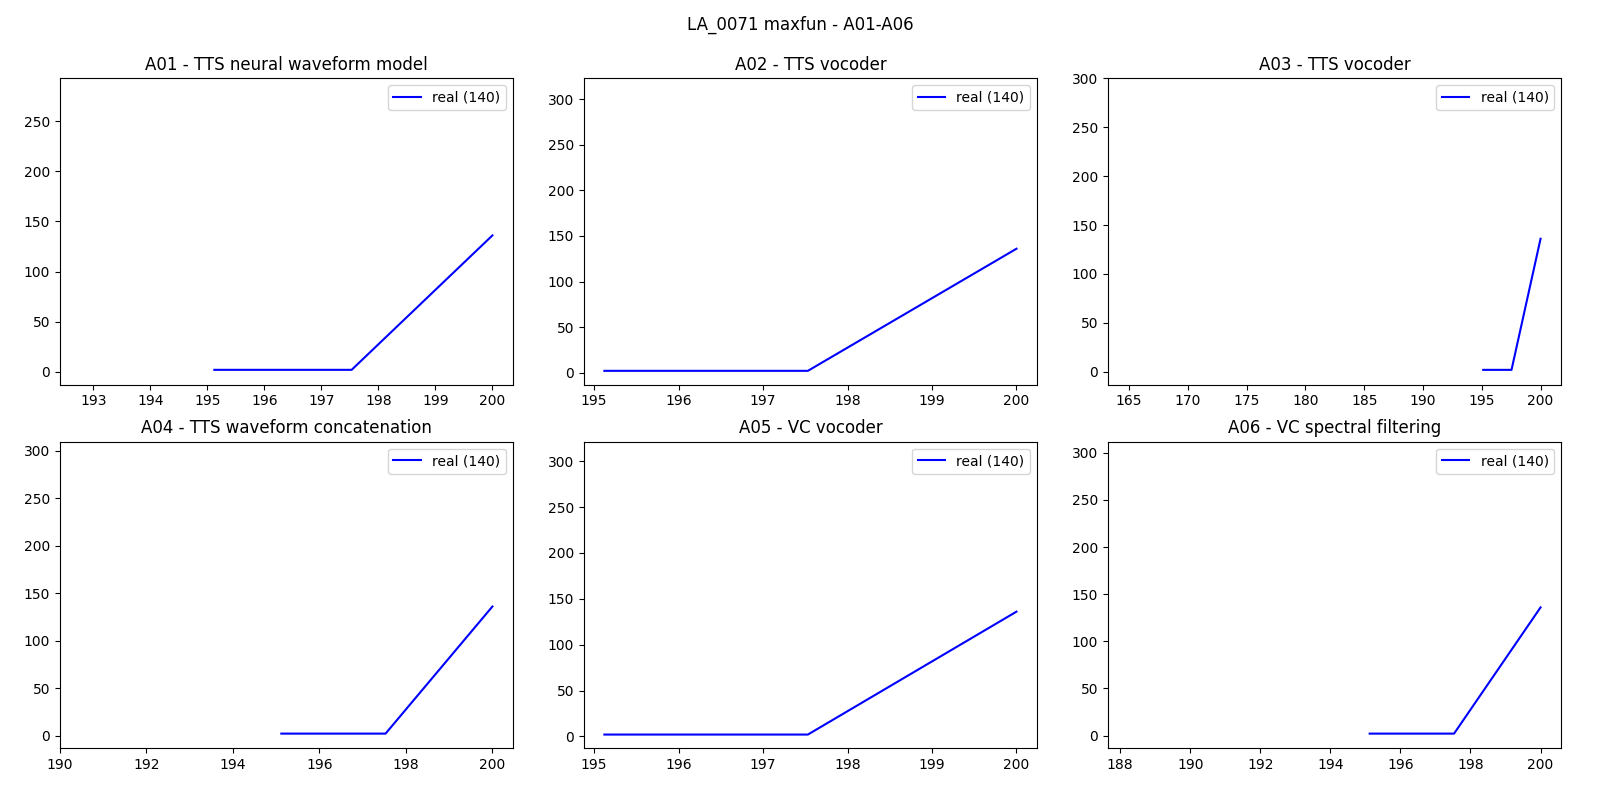 LA_0071 maxfun - A01-A06
A01 - TTS neural waveform model
real (140)
250
200
150
100
50
0
193 194 195 196 197 198 199 200
A02 - TTS vocoder
real (140)
300
250
200
150
100
50
0
195 196 197 198 199 200
A03 - TTS vocoder
real (140)
300
250
200
150
100
50
0
165 170 175 180 185 190 195 200
A04 - TTS waveform concatenation
real (140)
300
250
200
150
100
50
0
190 192 194 196 198 200
A05 - VC vocoder
real (140)
300
250
200
150
100
50
0
195 196 197 198 199 200
A06 - VC spectral filtering
real (140)
300
250
200
150
100
50
0
188 190 192 194 196 198 200